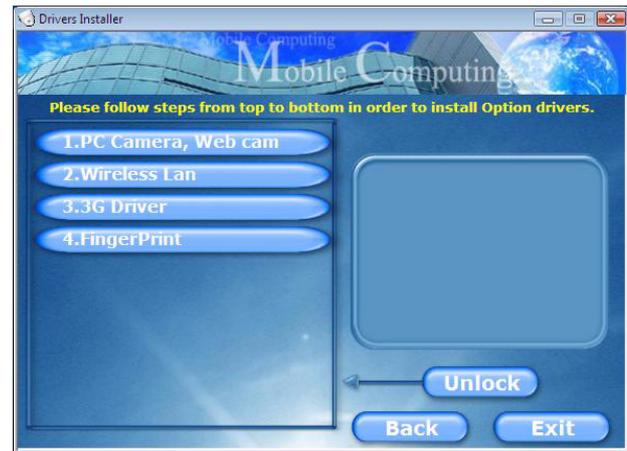 Drivers Installer
Mobile Computing
Mobile Computing
Please follow steps from top to bottom in order to install Option drivers.
1.PC Camera, Web cam
2.Wireless Lan
3.3G Driver
4.FingerPrint
Unlock
Back
Exit